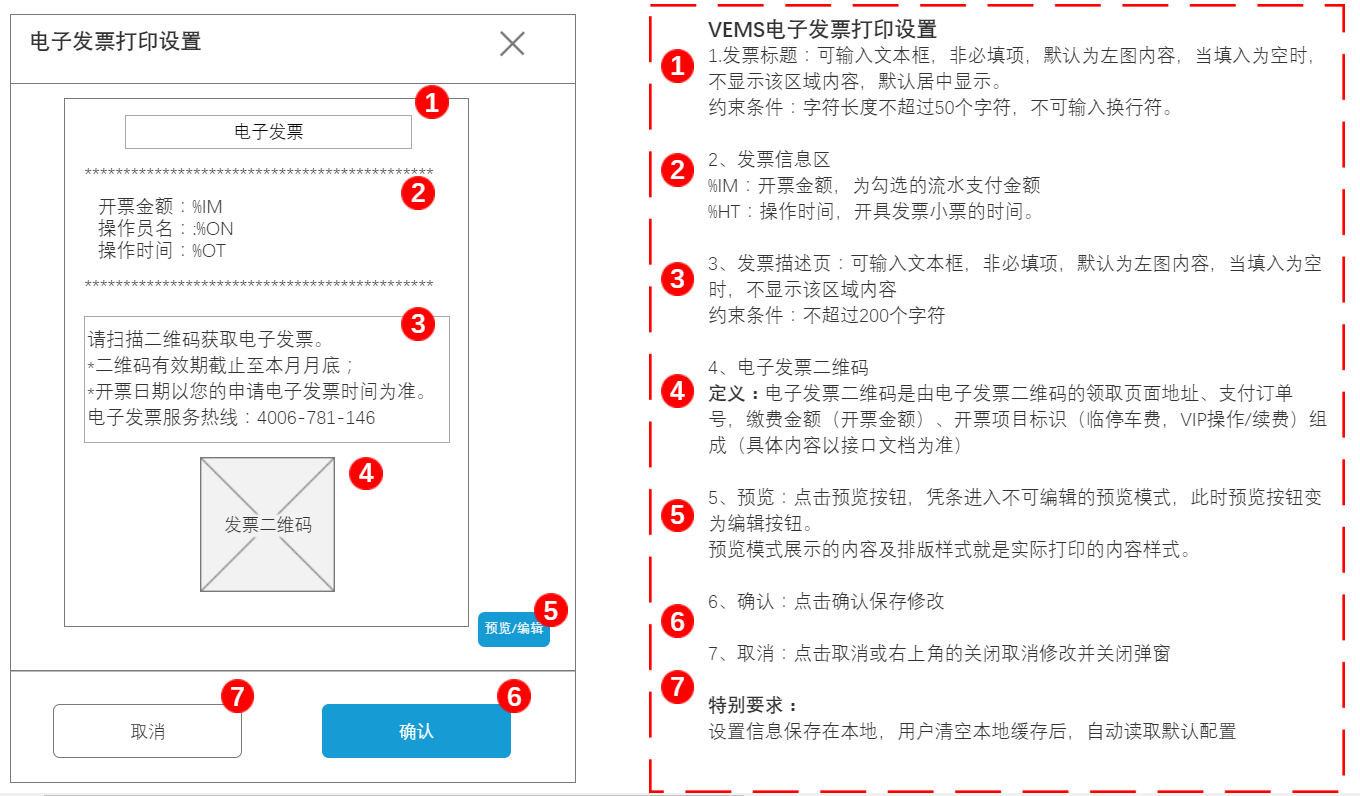 电子发票打印设置
1
电子发票
********************************************
2
开票金额：%IM
操作员名：:%ON
操作时间：%OT
********************************************
3
请扫描二维码获取电子发票。
*二维码有效期截止至本月月底；
*开票日期以您的申请电子发票时间为准。
电子发票服务热线：4006-781-146
4
发票二维码
5
预览/编辑
7
6
取消
确认
VEMS电子发票打印设置
1
1.发票标题：可输入文本框，非必填项，默认为左图内容，当填入为空时，
不显示该区域内容，默认居中显示。
约束条件：字符长度不超过50个字符，不可输入换行符。
2
2、发票信息区
%IM：开票金额，为勾选的流水支付金额
%HT：操作时间，开具发票小票的时间。
3
3、发票描述页：可输入文本框，非必填项，默认为左图内容，当填入为空
时，不显示该区域内容
约束条件：不超过200个字符
4
4、电子发票二维码
定义：电子发票二维码是由电子发票二维码的领取页面地址、支付订单
号，缴费金额（开票金额）、开票项目标识（临停车费，VIP操作/续费）组
成（具体内容以接口文档为准）
5
5、预览：点击预览按钮，凭条进入不可编辑的预览模式，此时预览按钮变
为编辑按钮。
预览模式展示的内容及排版样式就是实际打印的内容样式。
6
6、确认：点击确认保存修改
7、取消：点击取消或右上角的关闭取消修改并关闭弹窗
7
特别要求：
设置信息保存在本地，用户清空本地缓存后，自动读取默认配置